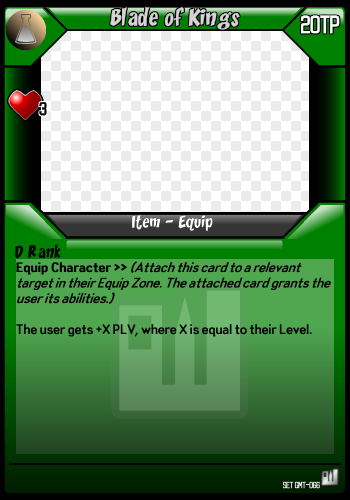 Blade of Kings
20TP
3
Item - Equip
D Rank
Equip Character >> (Attach this card to a relevant
target in their Equip Zone. The attached card grants the
user its abilities.)
The user gets +X PLV, where X is equal to their Level.
SET GMT-066